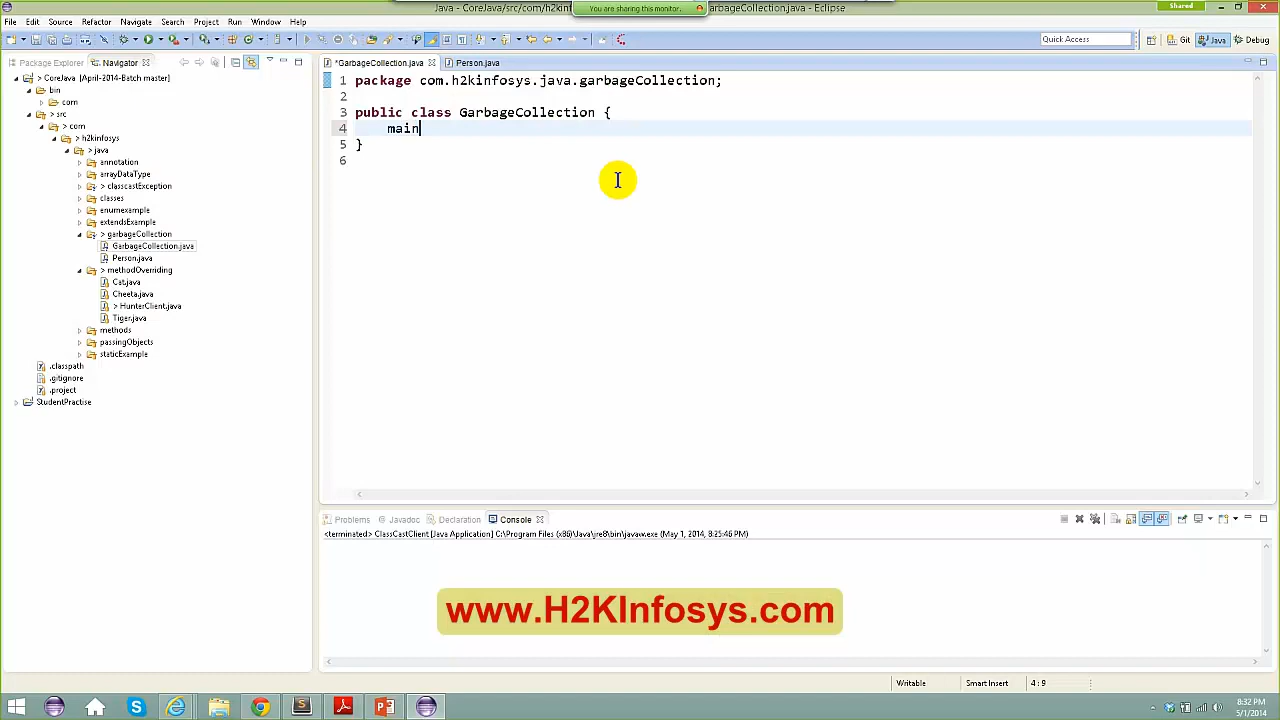 Java - CoreJava/src/com/h2kin
You are sharing this monitor.
arbageCollection.java - Eclipse
Shared
File Edit Source Refactor Navigate Search Project Run Window Help
Quick Access
Git Java Debug
Package Explorer Navigator
*GarbageCollection.java Person.java
> CoreJava [April-2014-Batch master]
bin
com
> src
> com
> h2kinfosys
> java
annotation
arrayDataType
> classcastException
classes
enumexample
extendsExample
> garbageCollection
GarbageCollection.java
Person.java
> methodOverriding
Cat.java
Cheeta.java
> HunterClient.java
Tiger.java
methods
passingObjects
staticExample
.classpath
.gitignore
.project
StudentPractise
1 package com.h2kinfosys.java.garbageCollection;
2
3 public class GarbageCollection {
4 main
5 }
6
Problems Javadoc Declaration Console
<terminated> ClassCastClient [Java Application] C:\Program Files (x86)\Java\jre8\bin\javaw.exe (May 1, 2014, 8:25:46 PM)
www.H2KInfosys.com
Writable Smart Insert 4 : 9
8:32 PM
5/1/2014